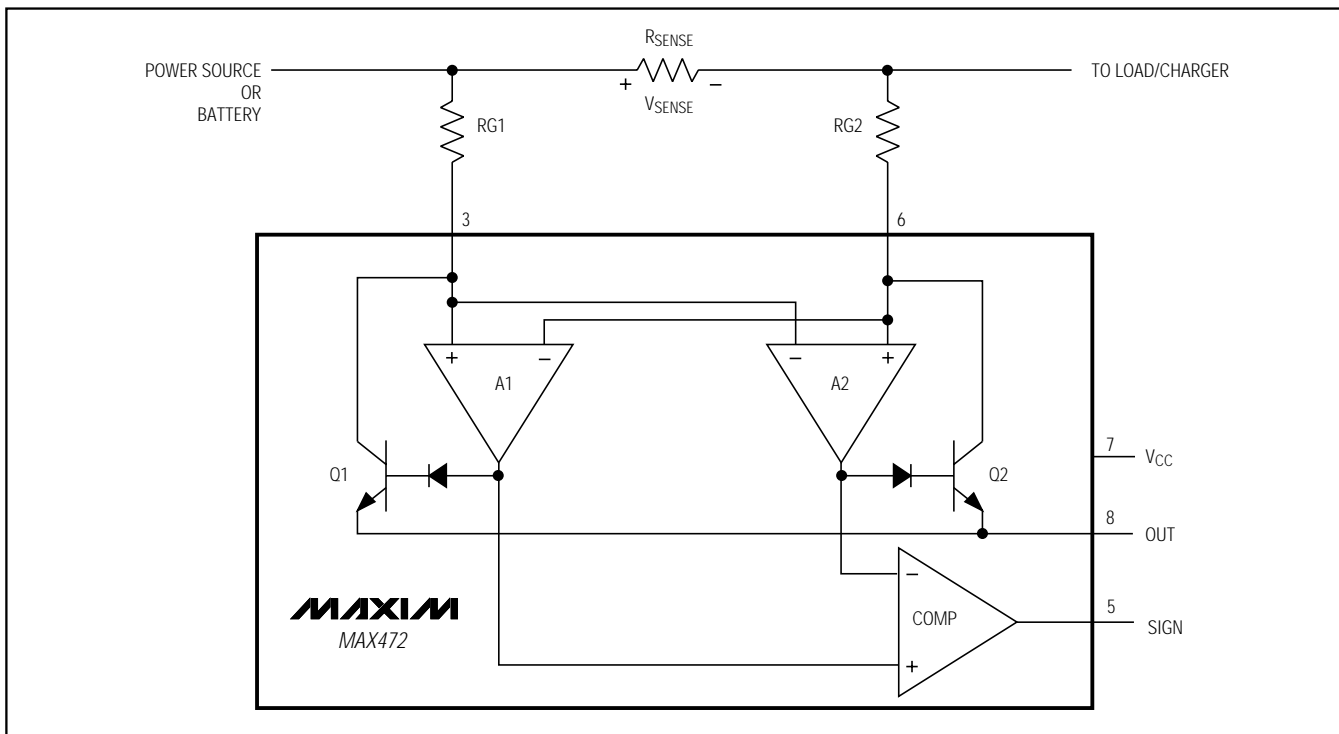 RSENSE
POWER SOURCE
OR
BATTERY
+ VSENSE −
TO LOAD/CHARGER
RG1
RG2
3
6
+ −
− +
A1
A2
Q1
Q2
7
VCC
8
OUT
−
COMP
+
5
SIGN
MAXIM
MAX472